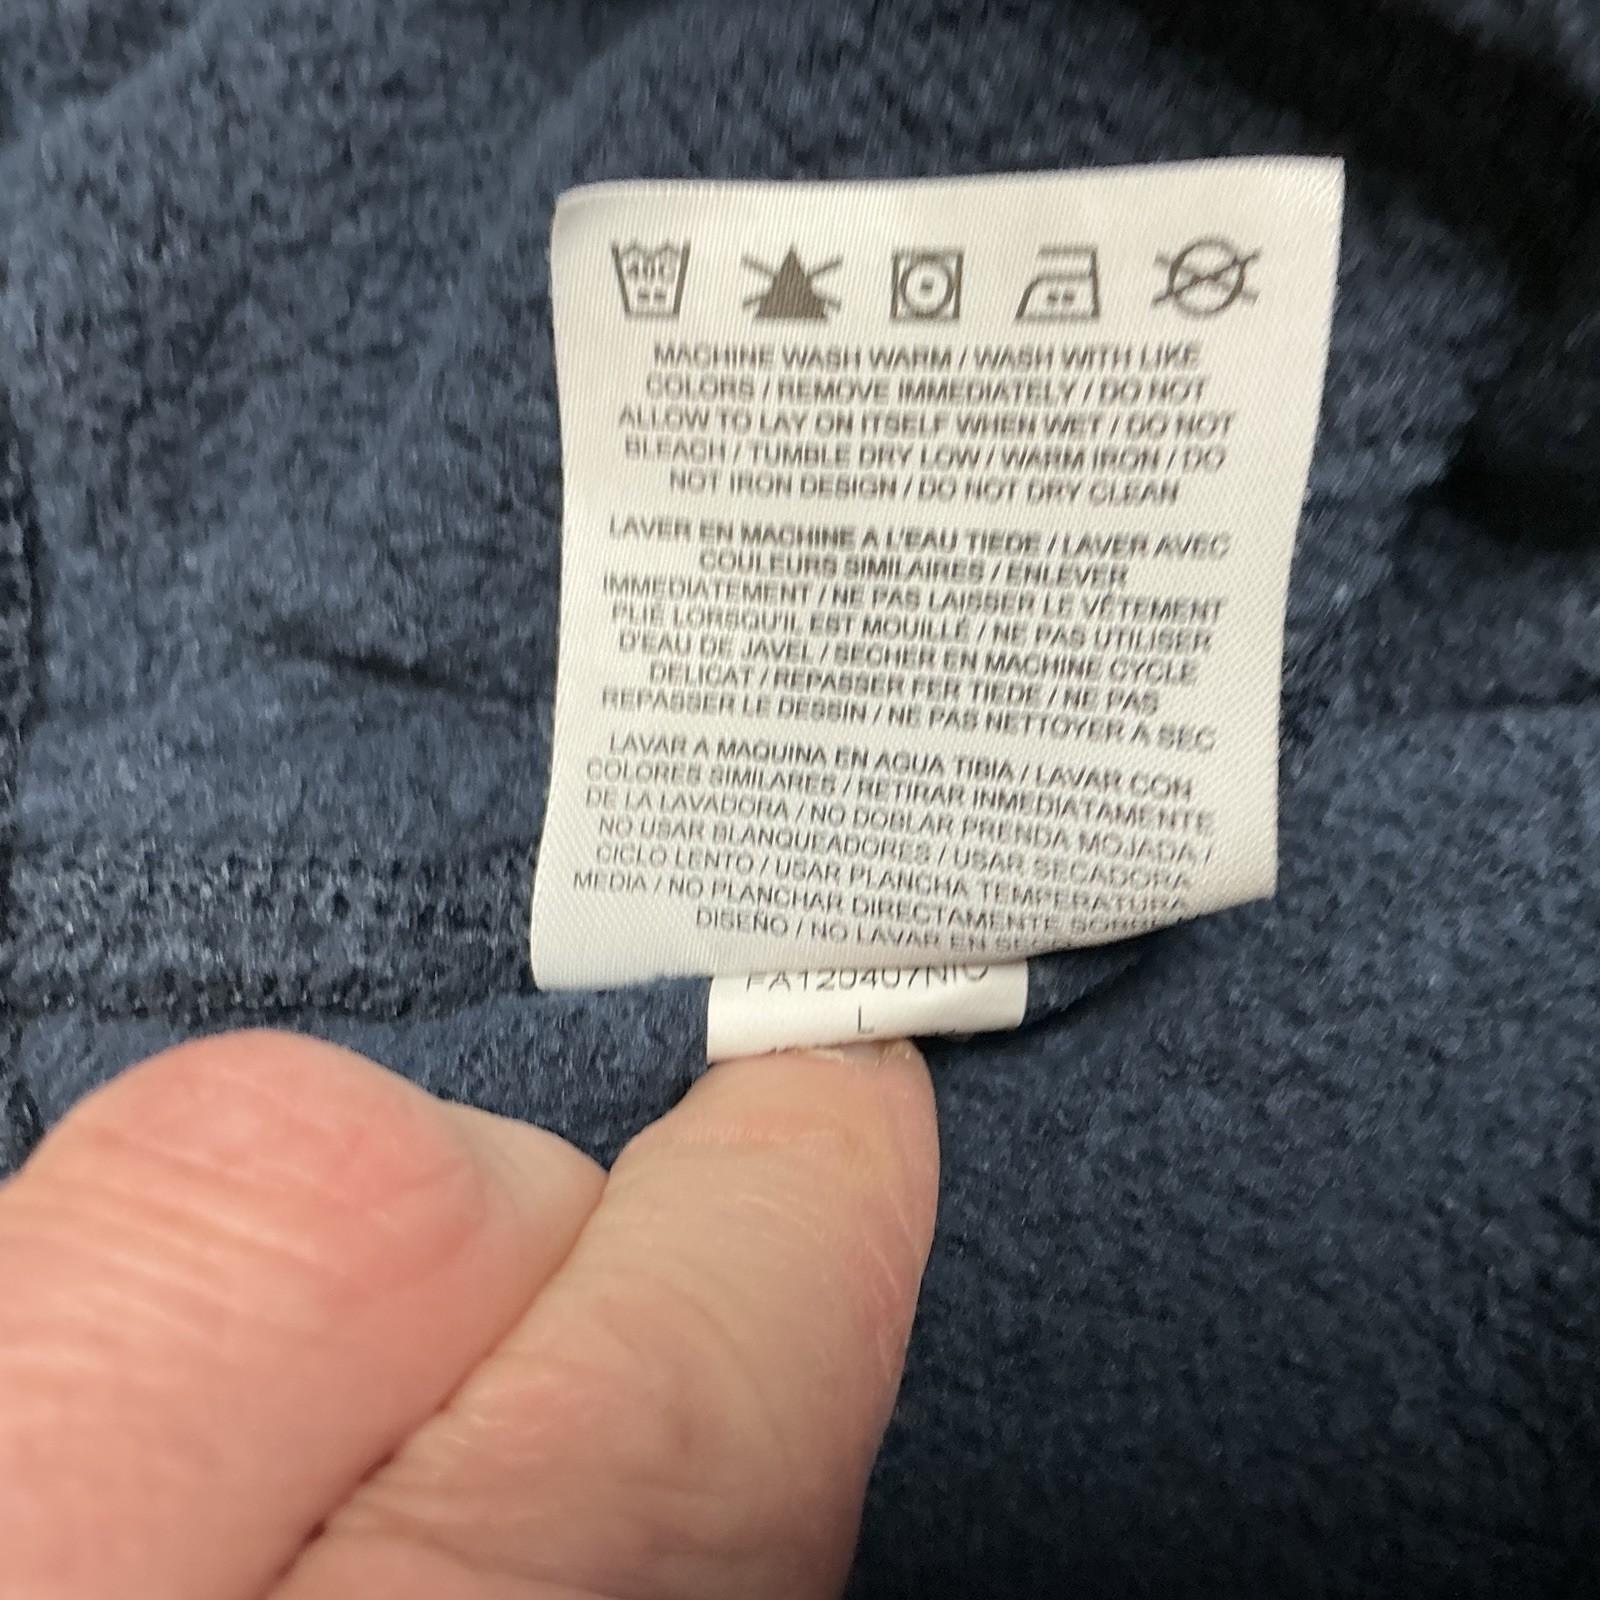 40C
MACHINE WASH WARM / WASH WITH LIKE
COLORS / REMOVE IMMEDIATELY / DO NOT
ALLOW TO LAY ON ITSELF WHEN WET / DO NOT
BLEACH / TUMBLE DRY LOW / WARM IRON / DO
NOT IRON DESIGN / DO NOT DRY CLEAN
LAVER EN MACHINE A L'EAU TIEDE / LAVER AVEC
COULEURS SIMILAIRES / ENLEVER
IMMEDIATEMENT / NE PAS LAISSER LE VÊTEMENT
PLIÉ LORSQU'IL EST MOUILLÉ / NE PAS UTILISER
D'EAU DE JAVEL / SECHER EN MACHINE CYCLE
DELICAT / REPASSER FER TIEDE / NE PAS
REPASSER LE DESSIN / NE PAS NETTOYER A SEC
LAVAR A MAQUINA EN AGUA TIBIA / LAVAR CON
COLORES SIMILARES / RETIRAR INMEDIATAMENTE
DE LA LAVADORA / NO DOBLAR PRENDA MOJADA /
NO USAR BLANQUEADORES / USAR SECADORA
CICLO LENTO / USAR PLANCHA TEMPERATURA
MEDIA / NO PLANCHAR DIRECTAMENTE SOBRE
DISEÑO / NO LAVAR EN SECO
FA120407NIO
L